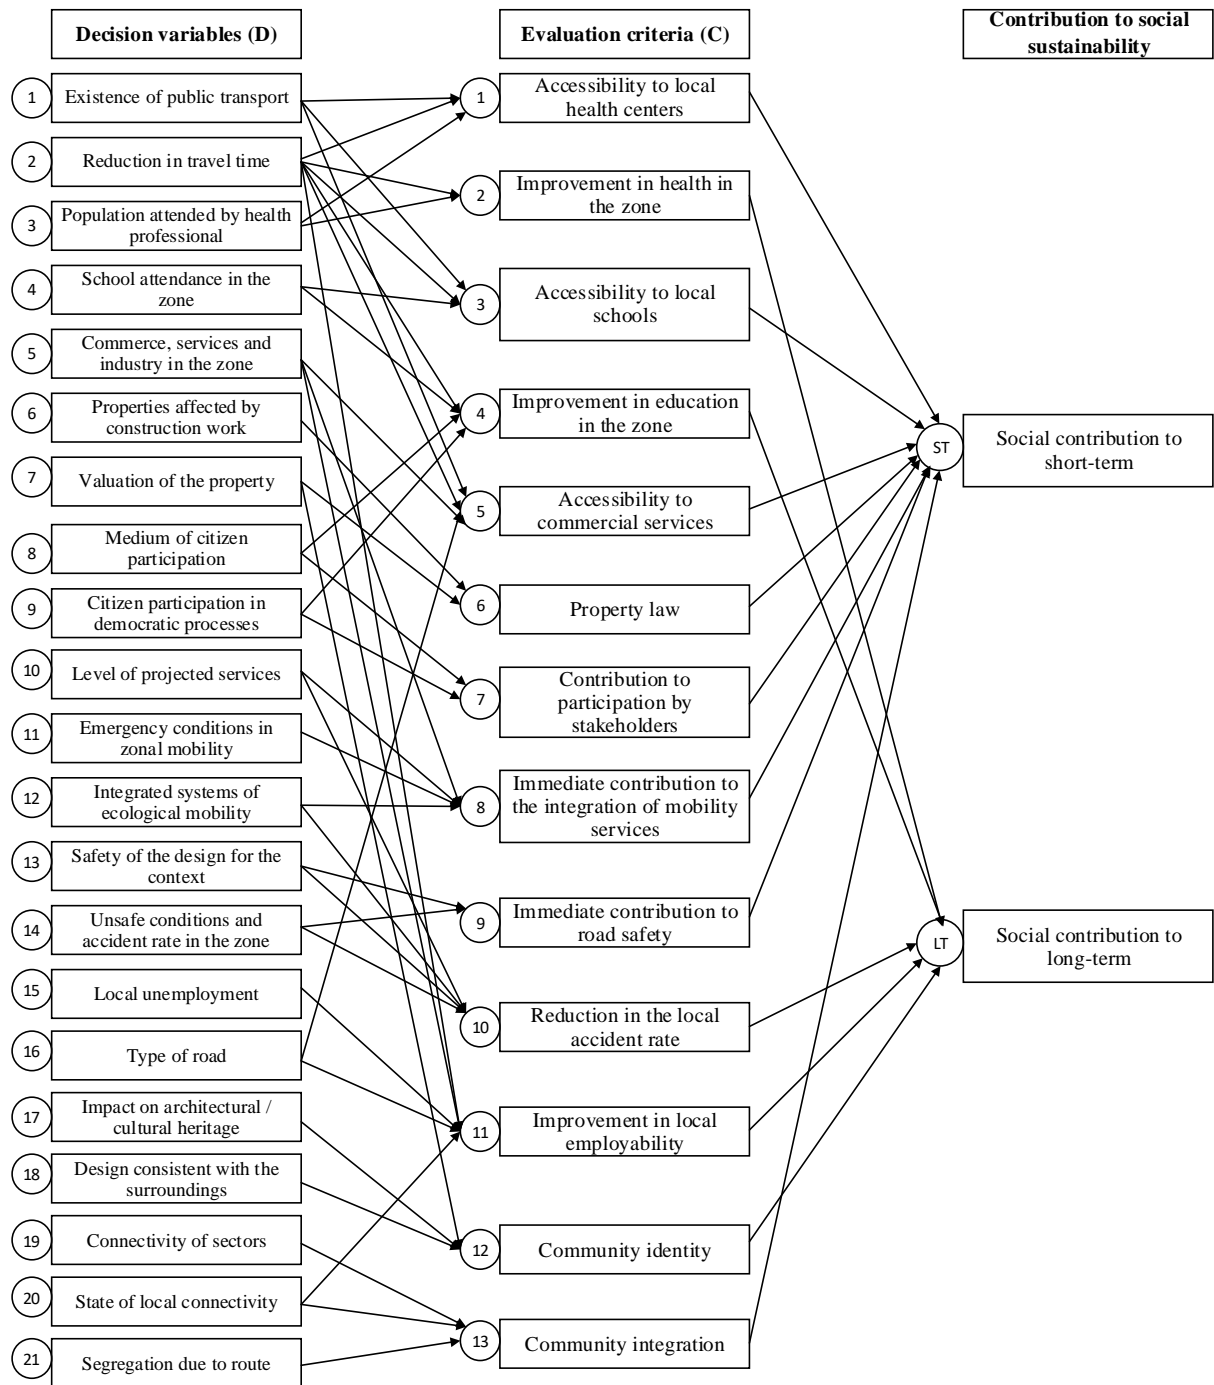 Decision variables (D)
1
Existence of public transport
2
Reduction in travel time
3
Population attended by health
professional
4
School attendance in the
zone
5
Commerce, services and
industry in the zone
6
Properties affected by
construction work
7
Valuation of the property
8
Medium of citizen
participation
9
Citizen participation in
democratic processes
10
Level of projected services
11
Emergency conditions in
zonal mobility
12
Integrated systems of
ecological mobility
13
Safety of the design for the
context
14
Unsafe conditions and
accident rate in the zone
15
Local unemployment
16
Type of road
17
Impact on architectural /
cultural heritage
18
Design consistent with the
surroundings
19
Connectivity of sectors
20
State of local connectivity
21
Segregation due to route
Evaluation criteria (C)
1
Accessibility to local
health centers
2
Improvement in health in
the zone
3
Accessibility to local
schools
4
Improvement in education
in the zone
5
Accessibility to
commercial services
6
Property law
7
Contribution to
participation by
stakeholders
8
Immediate contribution to
the integration of mobility
services
9
Immediate contribution to
road safety
10
Reduction in the local
accident rate
11
Improvement in local
employability
12
Community identity
13
Community integration
Contribution to social
sustainability
ST
Social contribution to
short-term
LT
Social contribution to
long-term